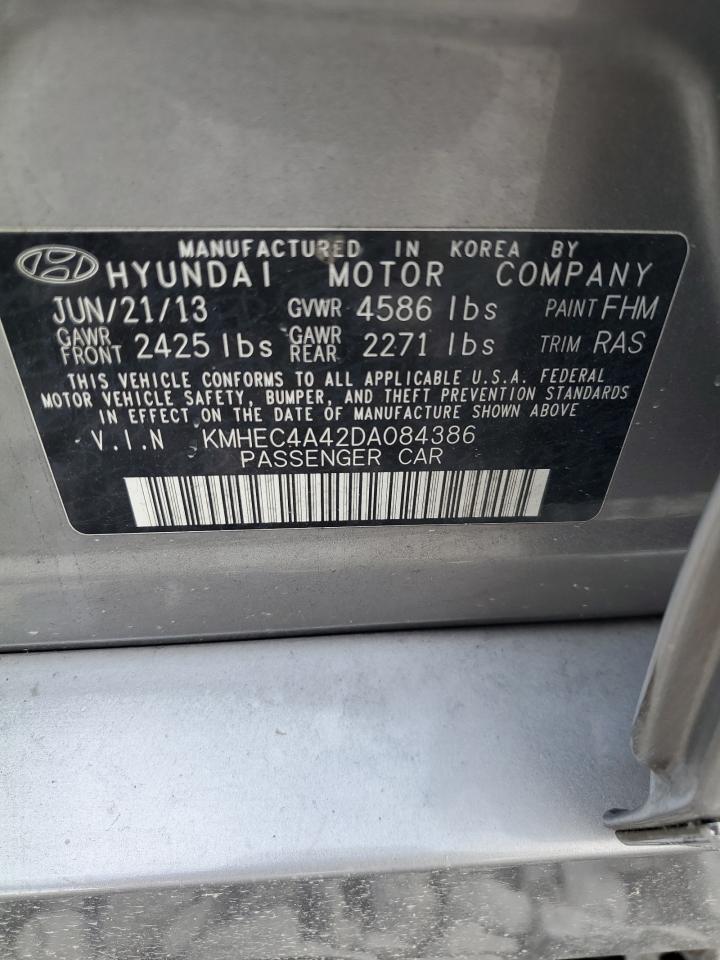 MANUFACTURED IN KOREA BY
HYUNDAI MOTOR COMPANY
JUN/21/13 GVWR 4586 lbs PAINT FHM
GAWR FRONT 2425 lbs GAWR REAR 2271 lbs TRIM RAS
THIS VEHICLE CONFORMS TO ALL APPLICABLE U.S.A. FEDERAL
MOTOR VEHICLE SAFETY, BUMPER, AND THEFT PREVENTION STANDARDS
IN EFFECT ON THE DATE OF MANUFACTURE SHOWN ABOVE
V.I.N KMHEC4A42DA084386
PASSENGER CAR